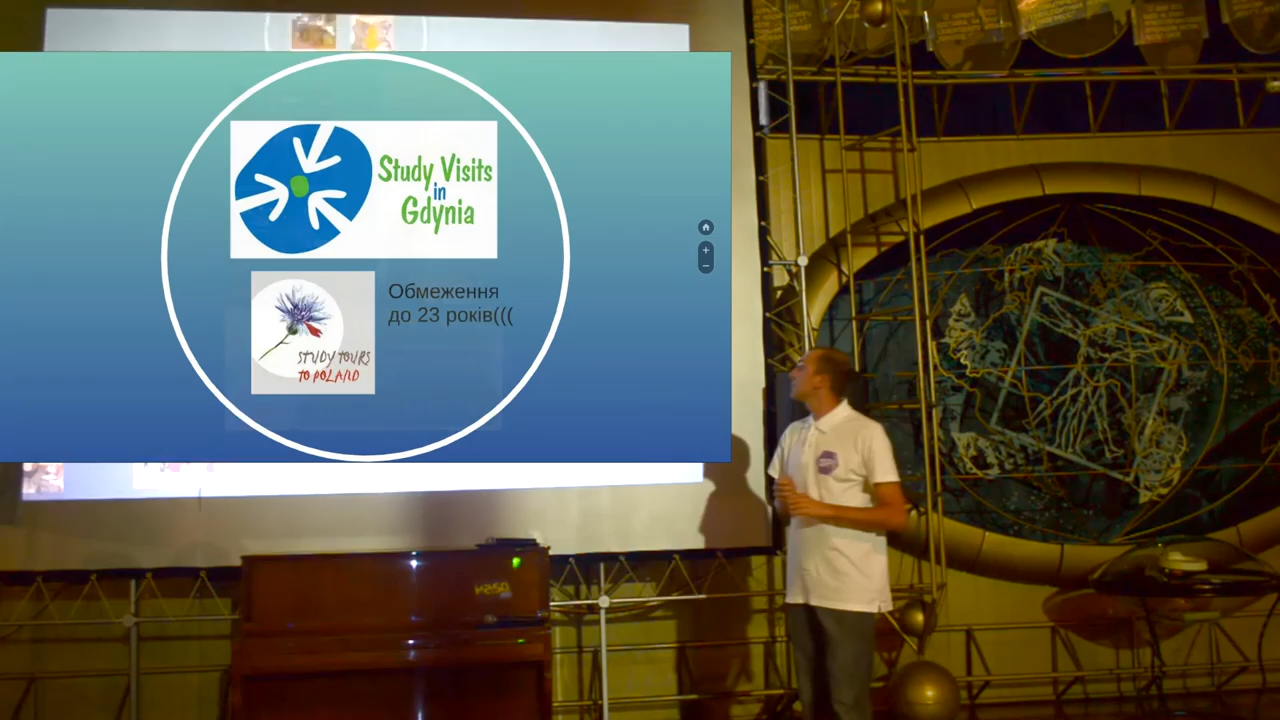 Study Visits
in
Gdynia
Обмеження
до 23 років(((
STUDY TOURS
TO POLAND